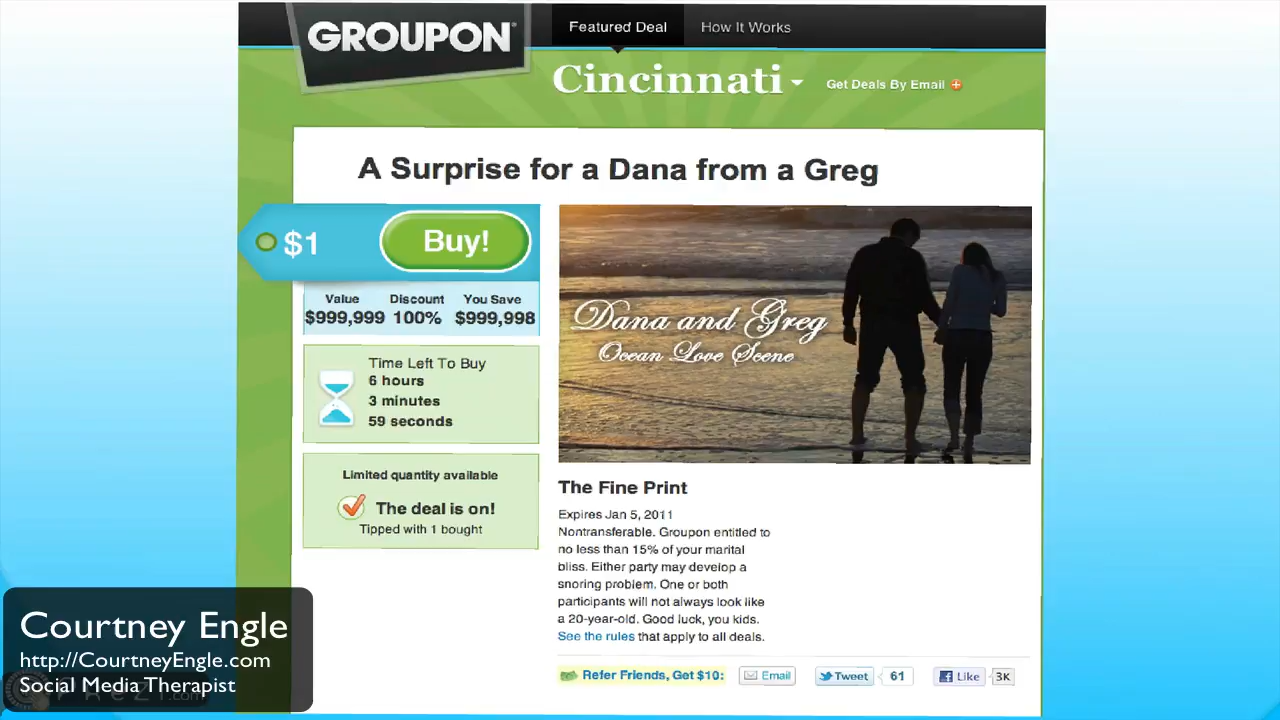 GROUPON
Featured Deal
How It Works
Cincinnati
Get Deals By Email
A Surprise for a Dana from a Greg
$1
Buy!
Value
Discount
You Save
$999,999
100%
$999,998
Time Left To Buy
6 hours
3 minutes
59 seconds
Limited quantity available
The deal is on!
Tipped with 1 bought
Dana and Greg
Ocean Love Scene
The Fine Print
Expires Jan 5, 2011
Nontransferable. Groupon entitled to
no less than 15% of your marital
bliss. Either party may develop a
snoring problem. One or both
participants will not always look like
a 20-year-old. Good luck, you kids.
See the rules that apply to all deals.
Refer Friends, Get $10:
Email
Tweet
61
Like
3K
Courtney Engle
http://CourtneyEngle.com
Social Media Therapist